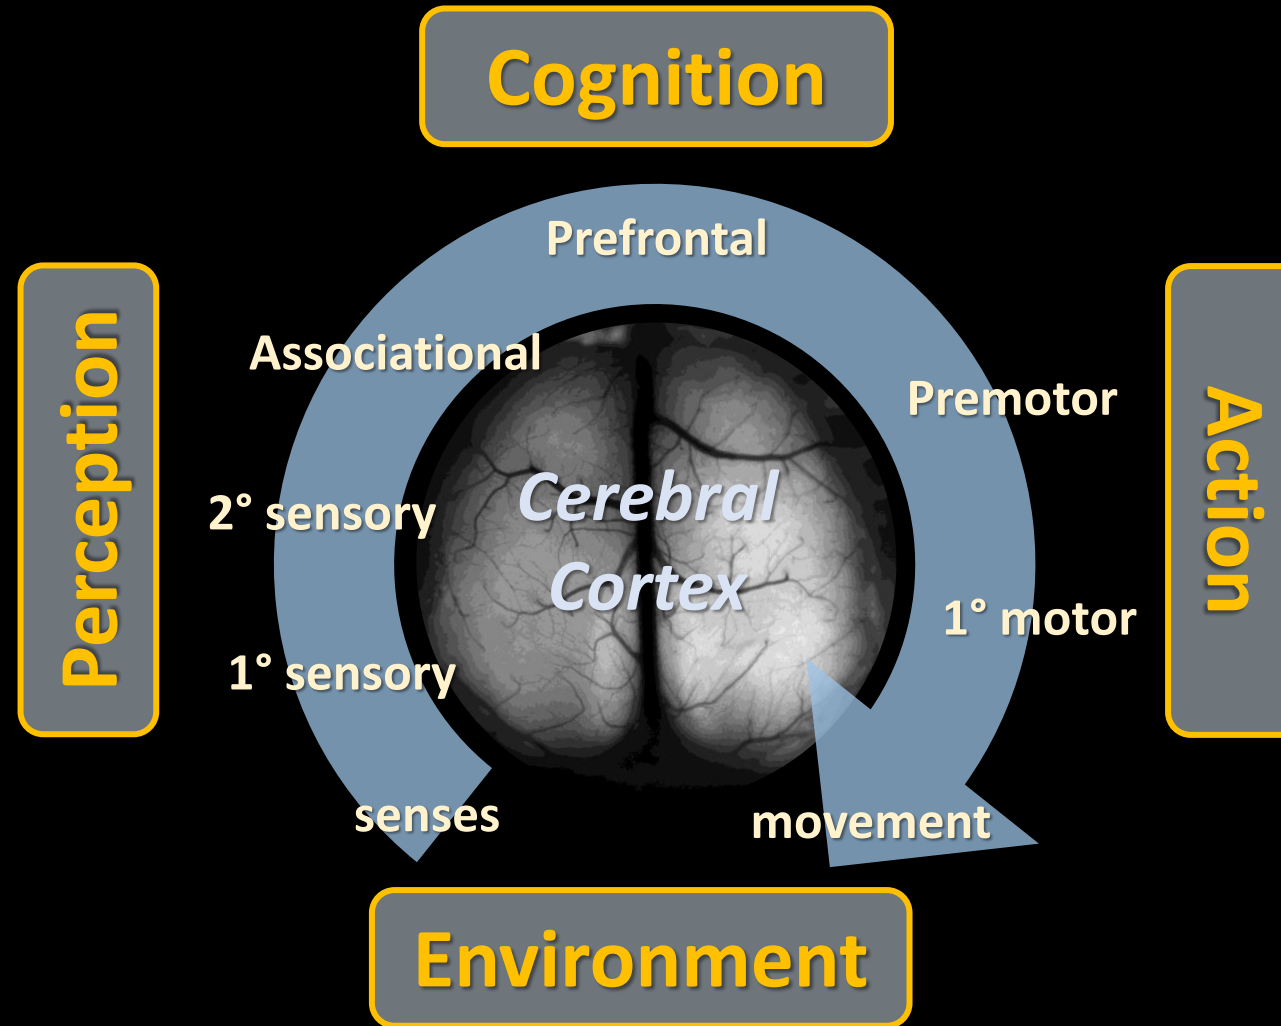 Cognition
Prefrontal
Associational
Premotor
Perception
Action
2° sensory
Cerebral
Cortex
1° motor
1° sensory
senses
movement
Environment